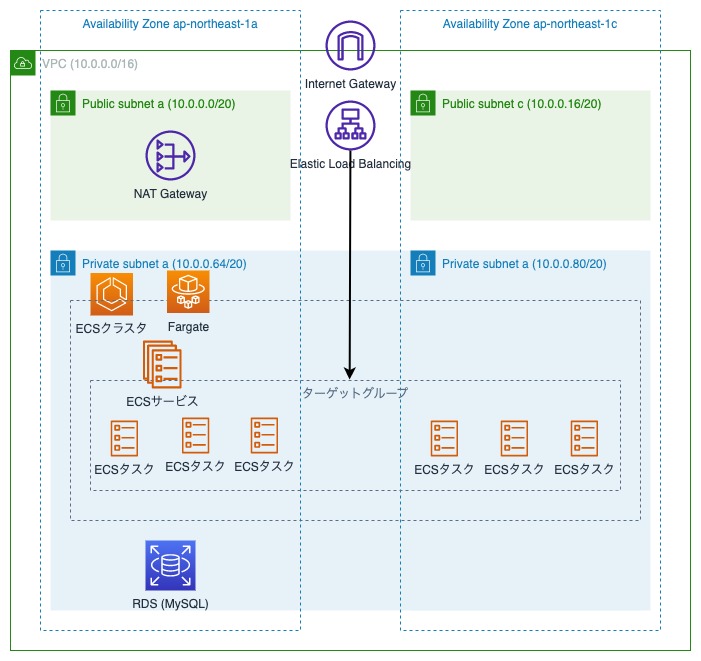 Availability Zone ap-northeast-1a
Availability Zone ap-northeast-1c
VPC (10.0.0.0/16)
Internet Gateway
Public subnet a (10.0.0.0/20)
Public subnet c (10.0.0.16/20)
Elastic Load Balancing
NAT Gateway
Private subnet a (10.0.0.64/20)
Private subnet a (10.0.0.80/20)
ECSクラスタ
Fargate
ECSサービス
ターゲットグループ
ECSタスク
ECSタスク
ECSタスク
ECSタスク
ECSタスク
ECSタスク
RDS (MySQL)